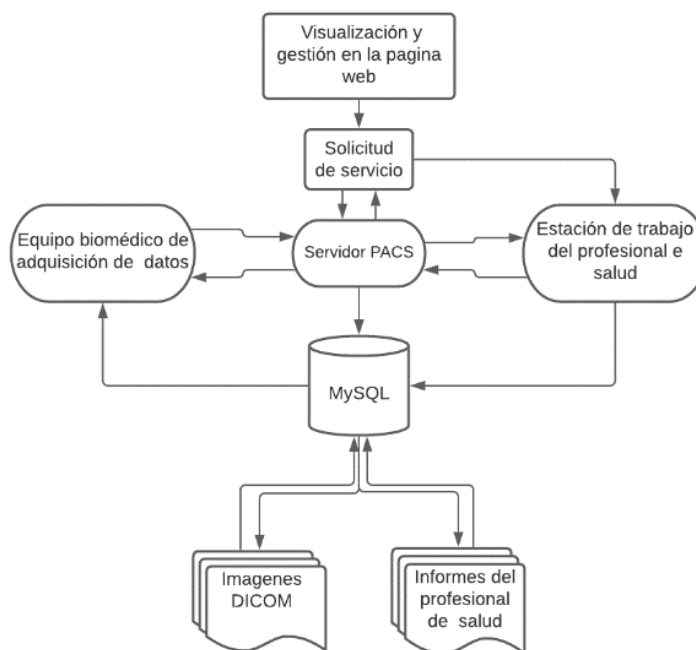 Visualización y
gestión en la pagina
web
Solicitud
de servicio
Equipo biomédico de
adquisición de datos
Servidor PACS
Estación de trabajo
del profesional e
salud
MySQL
Imagenes
DICOM
Informes del
profesional
de salud